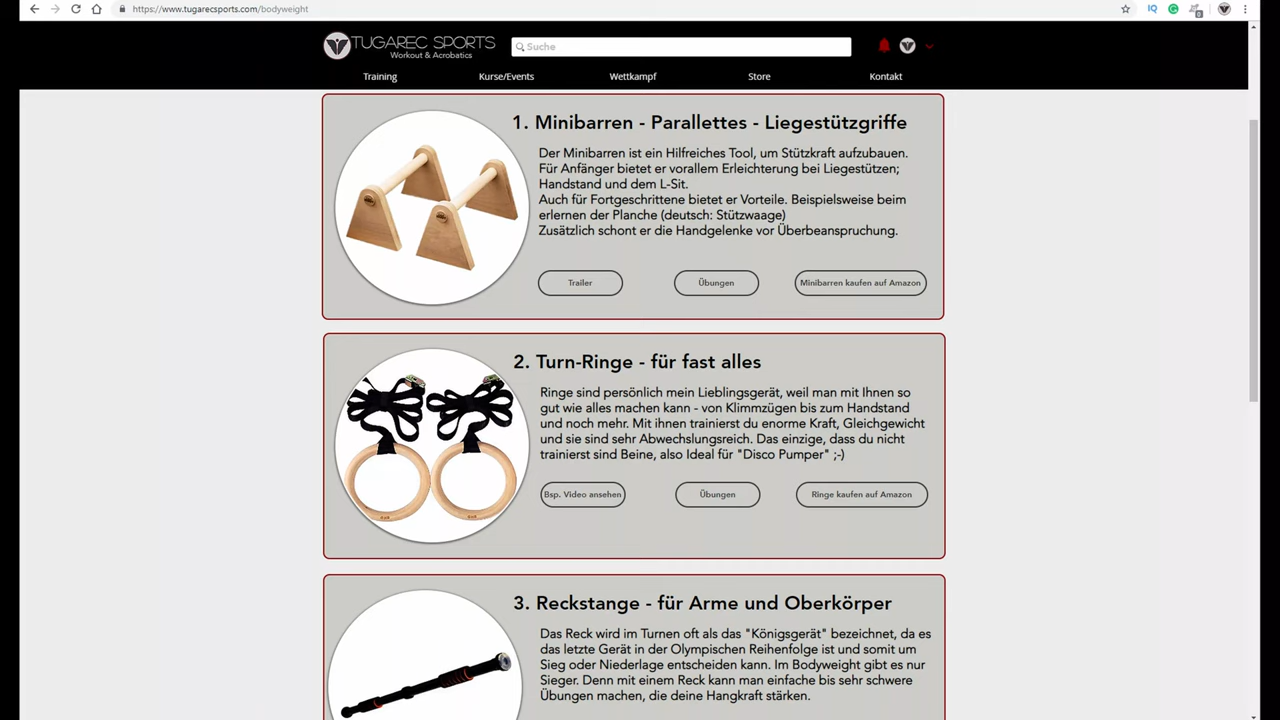 https://www.tugarecsports.com/bodyweight
TUGAREC SPORTS
Workout & Acrobatics
Suche
Training Kurse/Events Wettkampf Store Kontakt
1. Minibarren - Parallettes - Liegestützgriffe
Der Minibarren ist ein Hilfreiches Tool, um Stützkraft aufzubauen.
Für Anfänger bietet er vorallem Erleichterung bei Liegestützen;
Handstand und dem L-Sit.
Auch für Fortgeschrittene bietet er Vorteile. Beispielsweise beim
erlernen der Planche (deutsch: Stützwaage)
Zusätzlich schont er die Handgelenke vor Überbeanspruchung.
Trailer Übungen Minibarren kaufen auf Amazon
2. Turn-Ringe - für fast alles
Ringe sind persönlich mein Lieblingsgerät, weil man mit Ihnen so
gut wie alles machen kann - von Klimmzügen bis zum Handstand
und noch mehr. Mit ihnen trainierst du enorme Kraft, Gleichgewicht
und sie sind sehr Abwechslungsreich. Das einzige, dass du nicht
trainierst sind Beine, also Ideal für "Disco Pumper" ;-)
Bsp. Video ansehen Übungen Ringe kaufen auf Amazon
3. Reckstange - für Arme und Oberkörper
Das Reck wird im Turnen oft als das "Königsgerät" bezeichnet, da es
das letzte Gerät in der Olympischen Reihenfolge ist und somit um
Sieg oder Niederlage entscheiden kann. Im Bodyweight gibt es nur
Sieger. Denn mit einem Reck kann man einfache bis sehr schwere
Übungen machen, die deine Hangkraft stärken.